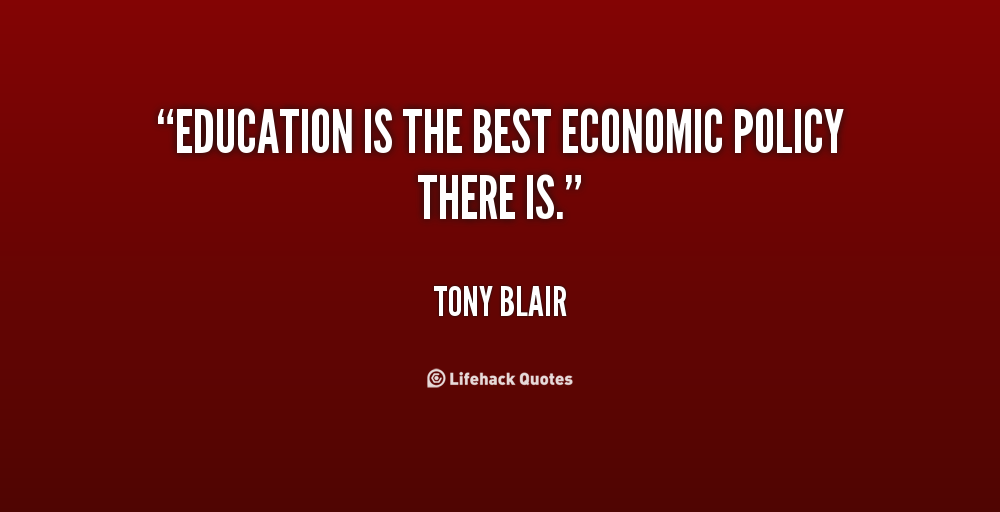 “EDUCATION IS THE BEST ECONOMIC POLICY
THERE IS.”
TONY BLAIR
Lifehack Quotes